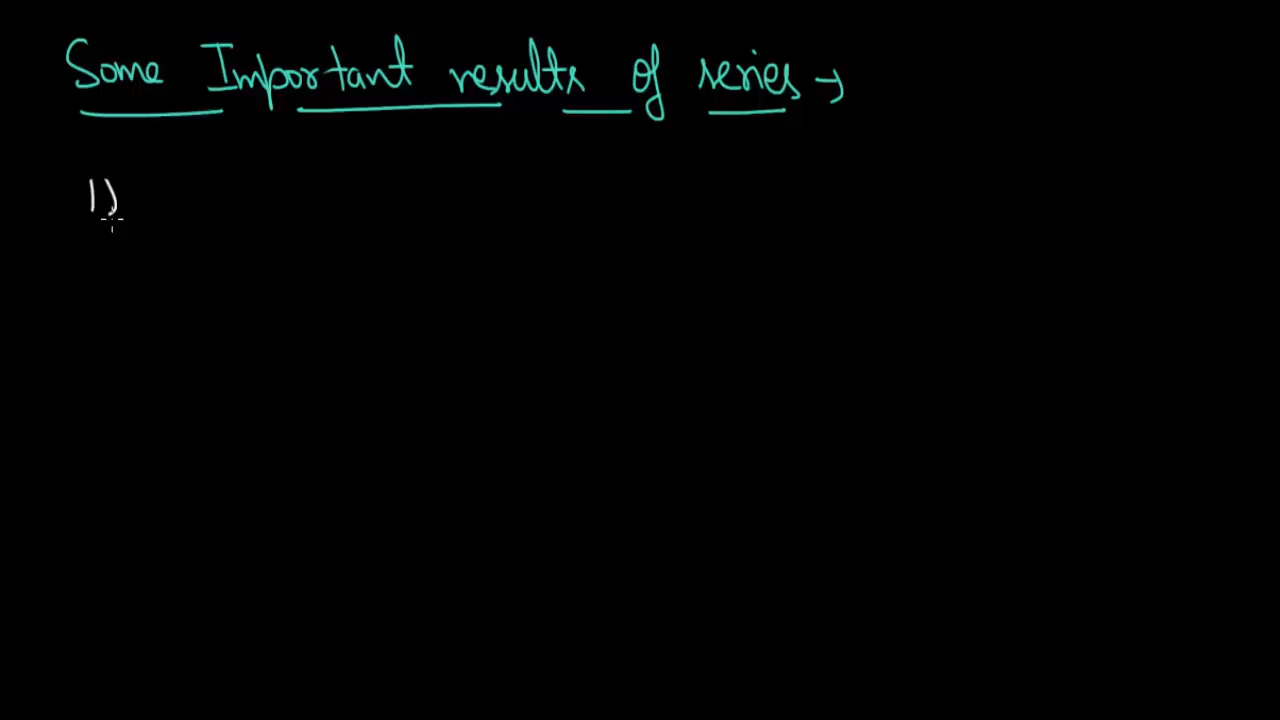 Some Important results of series →
1)